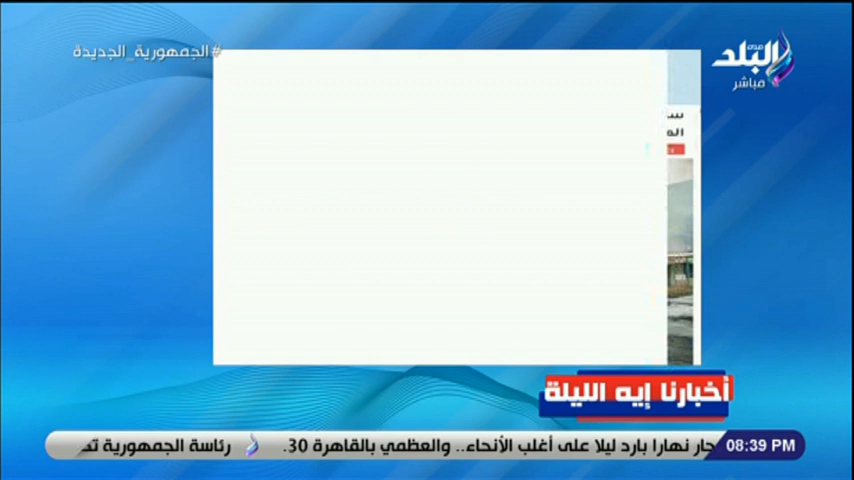 #الجمهورية_الجديدة
صدى
البلد
مباشر
أخبارنا إيه الليلة
08:39 PM
حار نهارا بارد ليلا على أغلب الأنحاء.. والعظمي بالقاهرة 30.
رئاسة الجمهورية